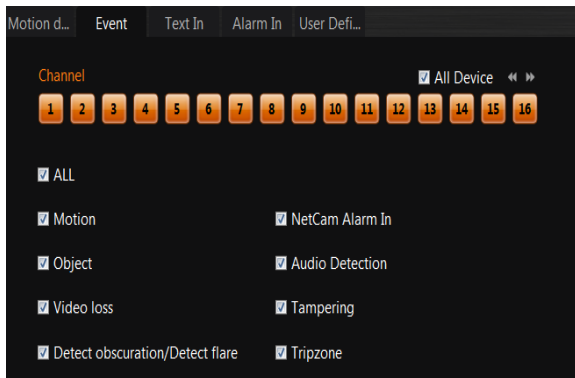 Motion d... Event Text In Alarm In User Defi...
Channel All Device
1 2 3 4 5 6 7 8 9 10 11 12 13 14 15 16
ALL
Motion NetCam Alarm In
Object Audio Detection
Video loss Tampering
Detect obscuration/Detect flare Tripzone